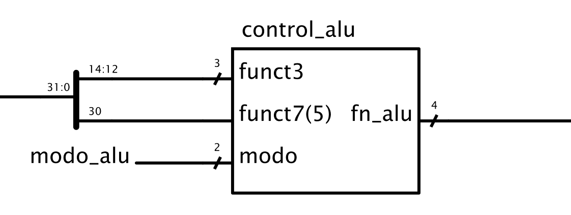 control_alu
31:0
14:12
3
funct3
30
funct7(5)
fn_alu
4
modo_alu
2
modo